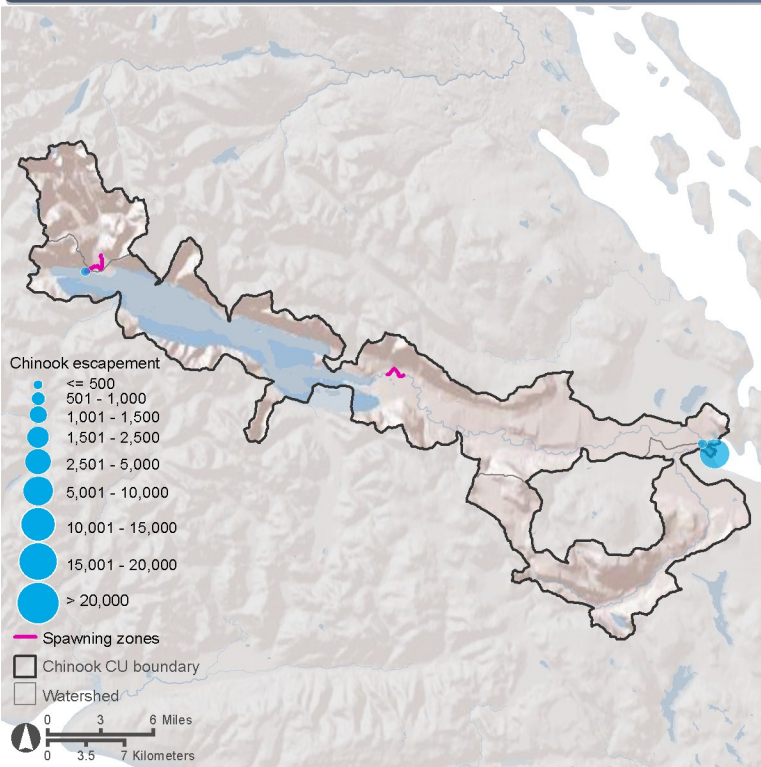 Chinook escapement
<= 500
501 - 1,000
1,001 - 1,500
1,501 - 2,500
2,501 - 5,000
5,001 - 10,000
10,001 - 15,000
15,001 - 20,000
> 20,000
Spawning zones
Chinook CU boundary
Watershed
0 3 6 Miles
0 3.5 7 Kilometers